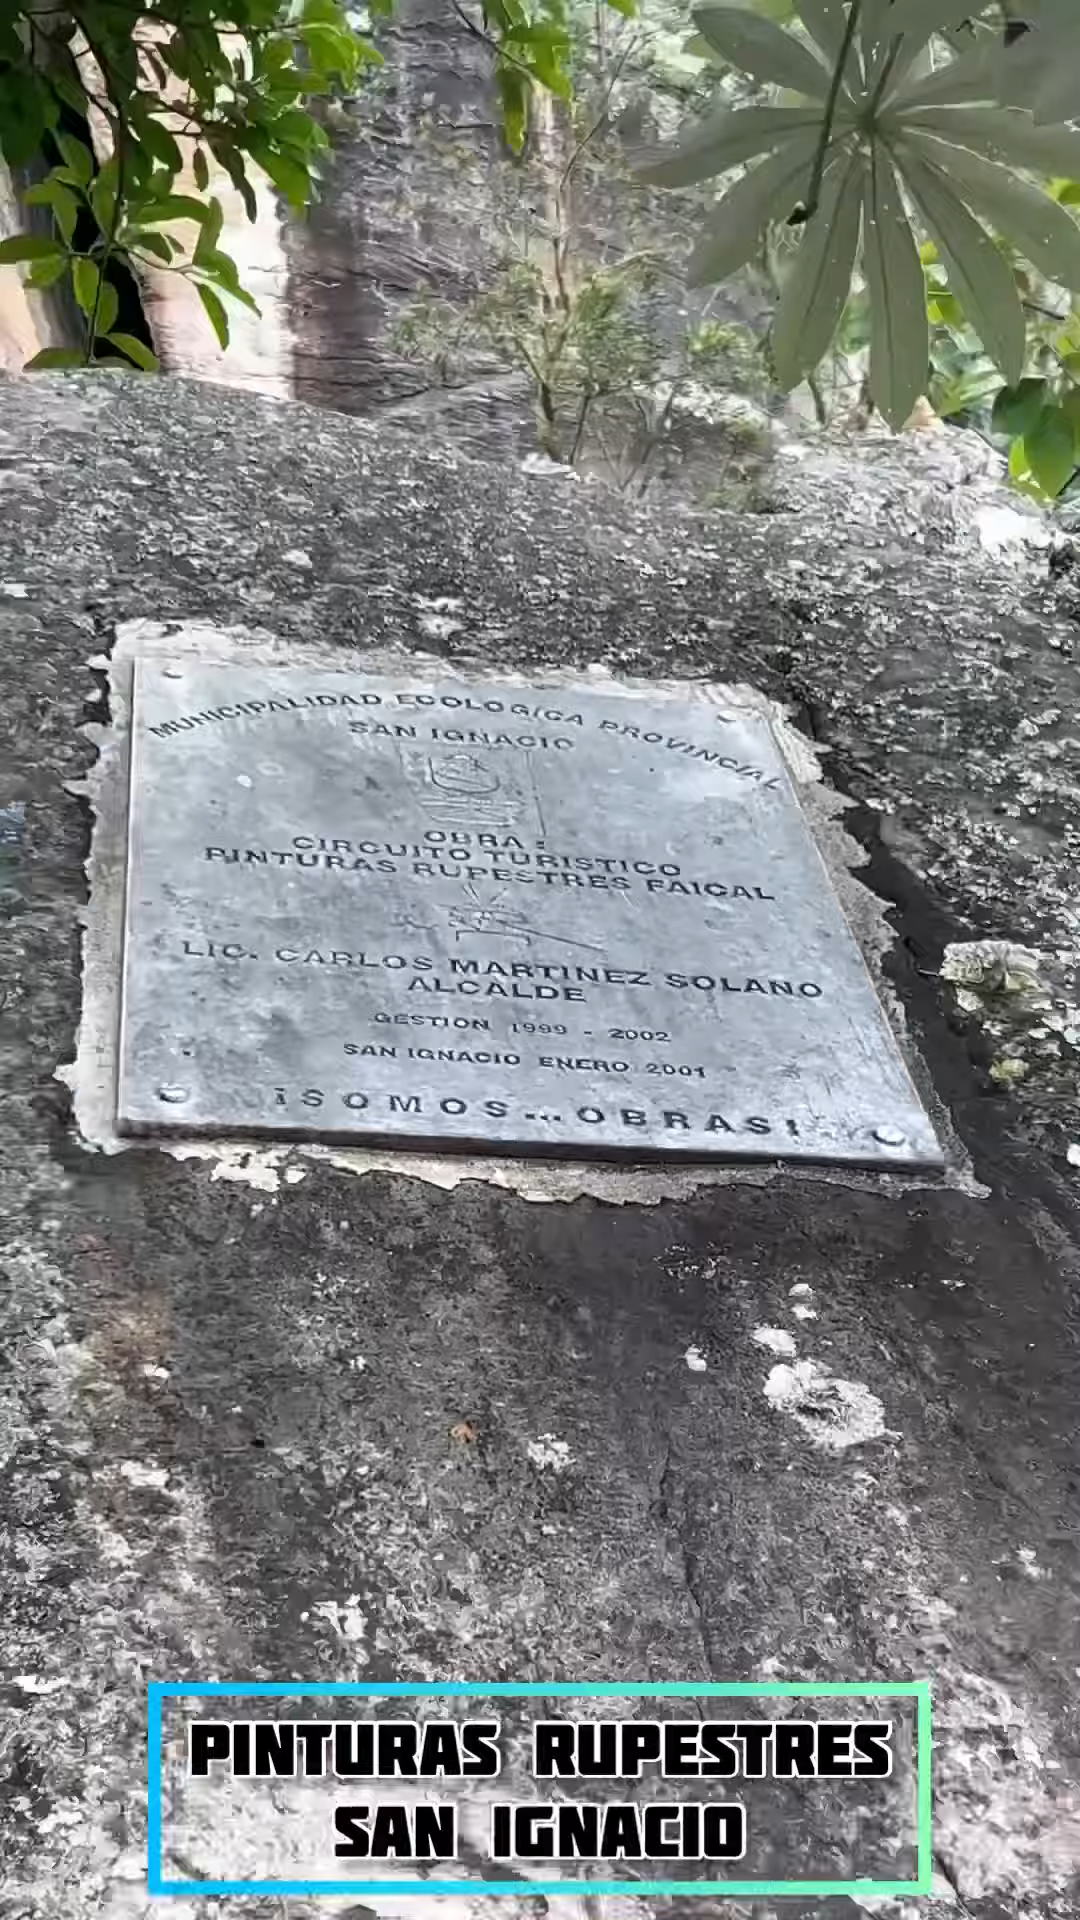 MUNICIPALIDAD ECOLOGICA PROVINCIAL
SAN IGNACIO
OBRA :
CIRCUITO TURISTICO
PINTURAS RUPESTRES FAICAL
LIC. CARLOS MARTINEZ SOLANO
ALCALDE
GESTION 1999 - 2002
SAN IGNACIO ENERO 2001
¡SOMOS...OBRAS!
PINTURAS RUPESTRES
SAN IGNACIO